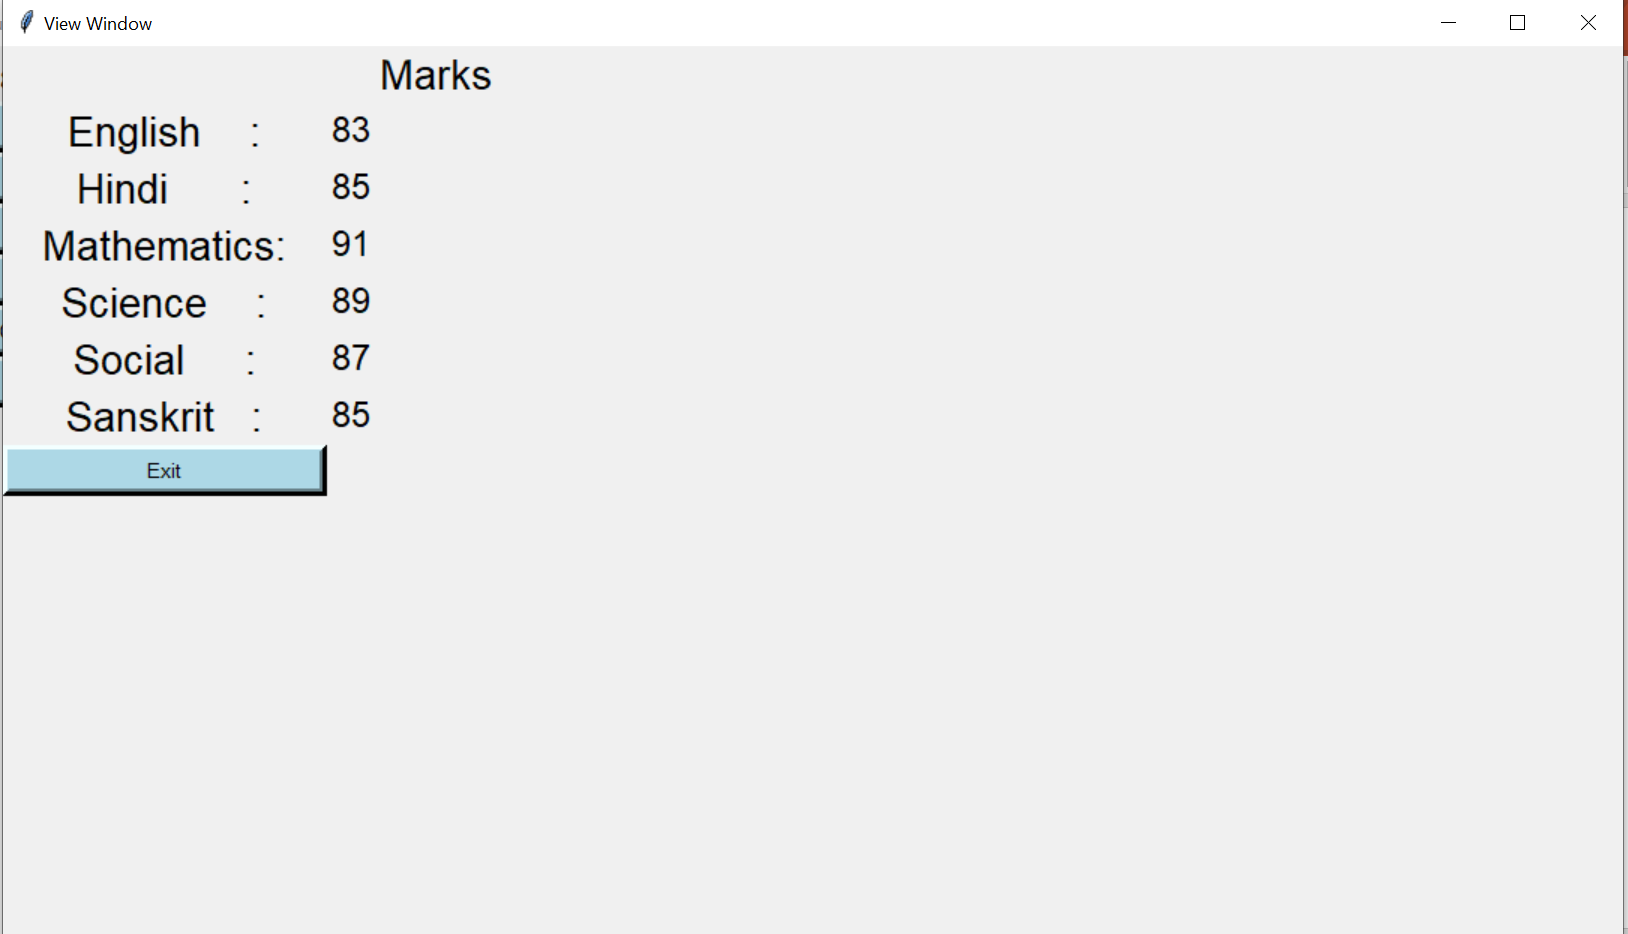 View Window
Marks
English : 83
Hindi : 85
Mathematics: 91
Science : 89
Social : 87
Sanskrit : 85
Exit